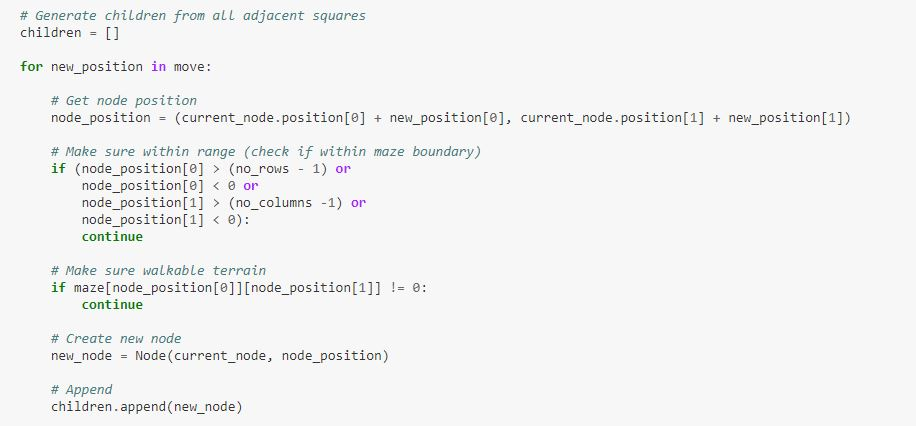 # Generate children from all adjacent squares
children = []

for new_position in move:

    # Get node position
    node_position = (current_node.position[0] + new_position[0], current_node.position[1] + new_position[1])

    # Make sure within range (check if within maze boundary)
    if (node_position[0] > (no_rows - 1) or
        node_position[0] < 0 or
        node_position[1] > (no_columns -1) or
        node_position[1] < 0):
        continue

    # Make sure walkable terrain
    if maze[node_position[0]][node_position[1]] != 0:
        continue

    # Create new node
    new_node = Node(current_node, node_position)

    # Append
    children.append(new_node)